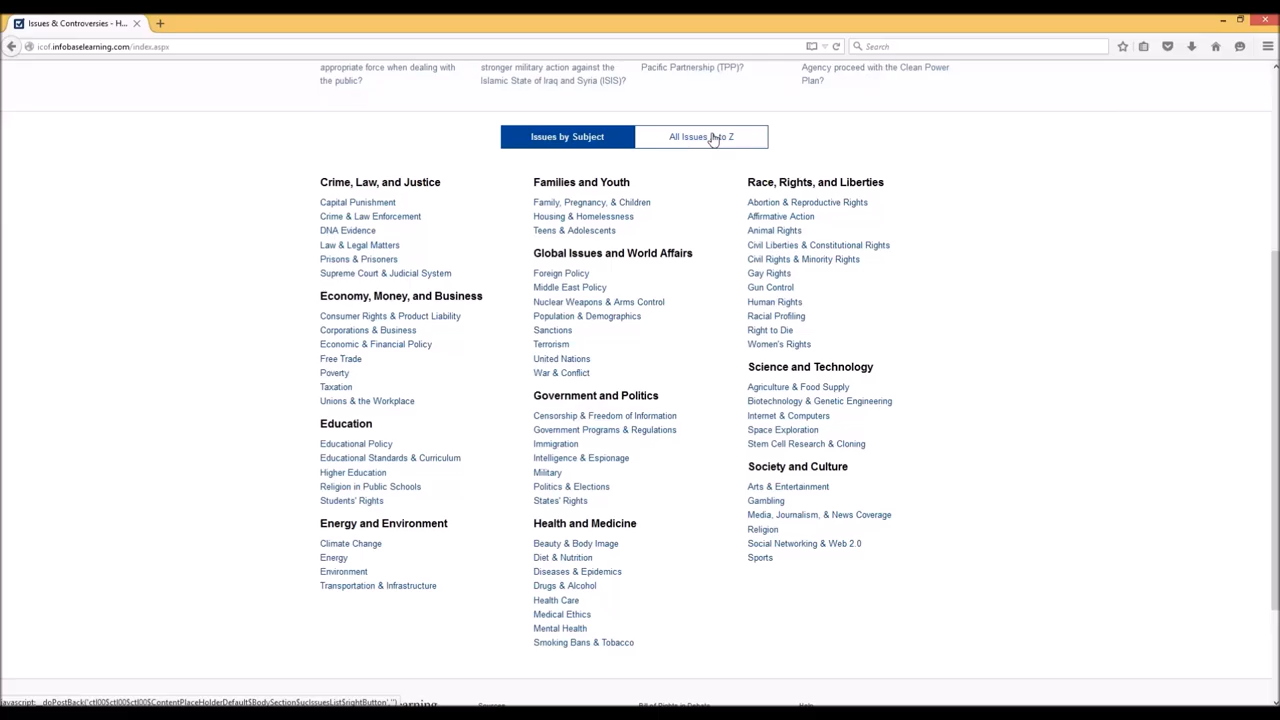 Issues & Controversies - H...
icof.infobaselearning.com/index.aspx
Search
appropriate force when dealing with the public?
stronger military action against the Islamic State of Iraq and Syria (ISIS)?
Pacific Partnership (TPP)?
Agency proceed with the Clean Power Plan?
Issues by Subject
All Issues to Z
Crime, Law, and Justice
Capital Punishment
Crime & Law Enforcement
DNA Evidence
Law & Legal Matters
Prisons & Prisoners
Supreme Court & Judicial System
Economy, Money, and Business
Consumer Rights & Product Liability
Corporations & Business
Economic & Financial Policy
Free Trade
Poverty
Taxation
Unions & the Workplace
Education
Educational Policy
Educational Standards & Curriculum
Higher Education
Religion in Public Schools
Students' Rights
Energy and Environment
Climate Change
Energy
Environment
Transportation & Infrastructure
Families and Youth
Family, Pregnancy, & Children
Housing & Homelessness
Teens & Adolescents
Global Issues and World Affairs
Foreign Policy
Middle East Policy
Nuclear Weapons & Arms Control
Population & Demographics
Sanctions
Terrorism
United Nations
War & Conflict
Government and Politics
Censorship & Freedom of Information
Government Programs & Regulations
Immigration
Intelligence & Espionage
Military
Politics & Elections
States' Rights
Health and Medicine
Beauty & Body Image
Diet & Nutrition
Diseases & Epidemics
Drugs & Alcohol
Health Care
Medical Ethics
Mental Health
Smoking Bans & Tobacco
Race, Rights, and Liberties
Abortion & Reproductive Rights
Affirmative Action
Animal Rights
Civil Liberties & Constitutional Rights
Civil Rights & Minority Rights
Gay Rights
Gun Control
Human Rights
Racial Profiling
Right to Die
Women's Rights
Science and Technology
Agriculture & Food Supply
Biotechnology & Genetic Engineering
Internet & Computers
Space Exploration
Stem Cell Research & Cloning
Society and Culture
Arts & Entertainment
Gambling
Media, Journalism, & News Coverage
Religion
Social Networking & Web 2.0
Sports
javascript:__doPostBack('ctl00$ctl00$ctl00$ContentPlaceHolderDefault$BodySection$ucIssuesList$rightButton','')